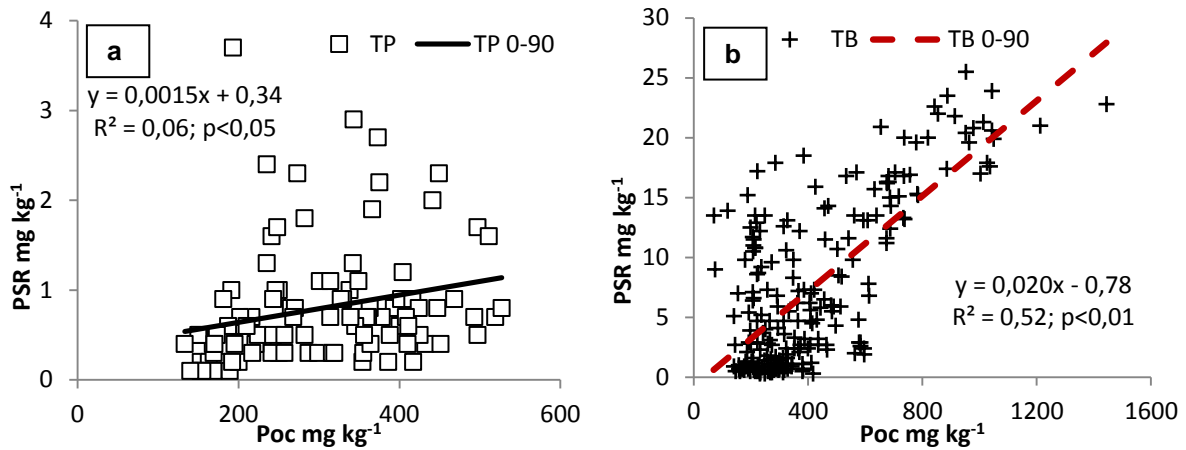 a
TP
TP 0-90
y = 0,0015x + 0,34
R² = 0,06; p<0,05
PSR mg kg⁻¹
4
3
2
1
0
0
200
400
600
Poc mg kg⁻¹
b
TB
TB 0-90
y = 0,020x - 0,78
R² = 0,52; p<0,01
PSR mg kg⁻¹
30
25
20
15
10
5
0
0
400
800
1200
1600
Poc mg kg⁻¹